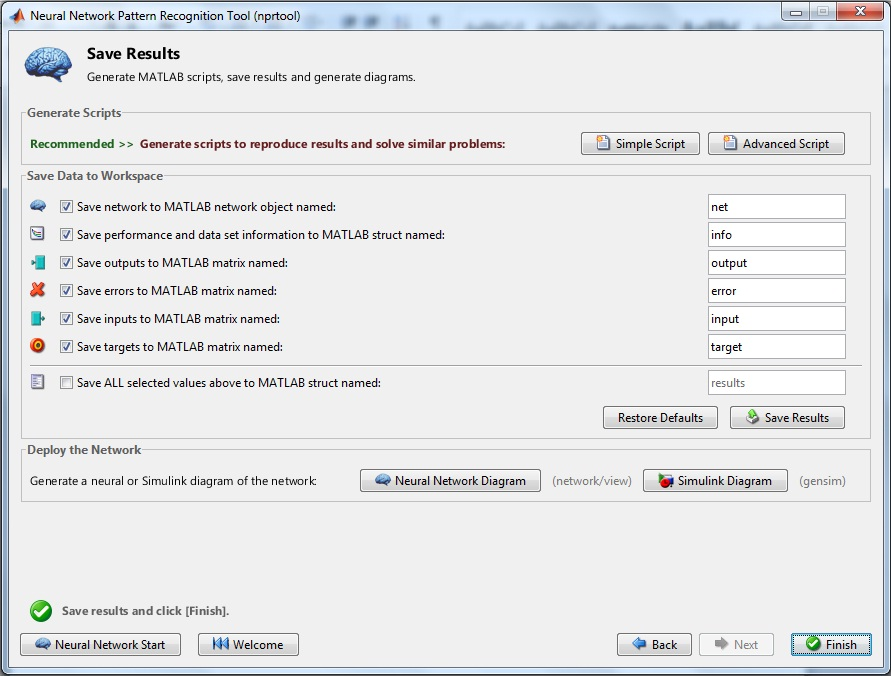 Neural Network Pattern Recognition Tool (nprtool)
Save Results
Generate MATLAB scripts, save results and generate diagrams.
Generate Scripts
Recommended >> Generate scripts to reproduce results and solve similar problems: Simple Script Advanced Script
Save Data to Workspace
Save network to MATLAB network object named: net
Save performance and data set information to MATLAB struct named: info
Save outputs to MATLAB matrix named: output
Save errors to MATLAB matrix named: error
Save inputs to MATLAB matrix named: input
Save targets to MATLAB matrix named: target
Save ALL selected values above to MATLAB struct named: results
Restore Defaults Save Results
Deploy the Network
Generate a neural or Simulink diagram of the network: Neural Network Diagram (network/view) Simulink Diagram (gensim)
Save results and click [Finish].
Neural Network Start Welcome Back Next Finish